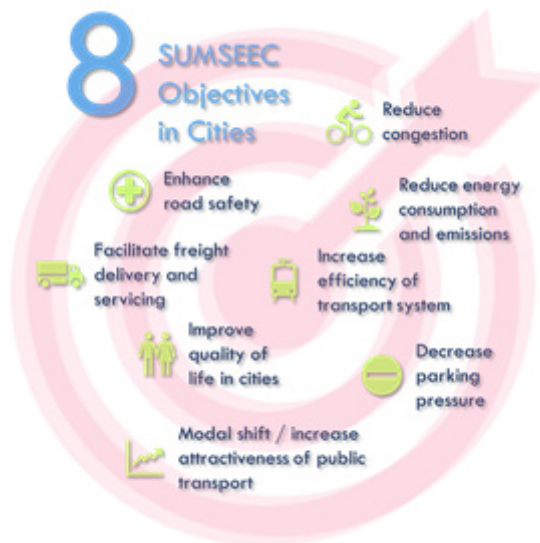 8
SUMSEEC
Objectives
in Cities
Reduce
congestion
Enhance
road safety
Reduce energy
consumption
and emissions
Facilitate freight
delivery and
servicing
Increase
efficiency of
transport system
Improve
quality of
life in cities
Decrease
parking
pressure
Modal shift / increase
attractiveness of public
transport